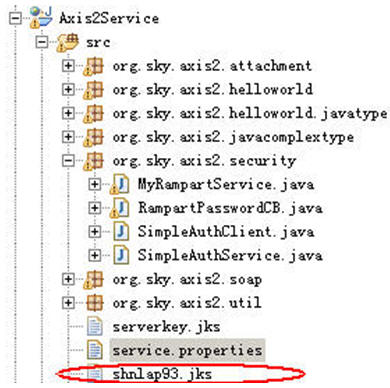 Axis2Service
src
org.sky.axis2.attachment
org.sky.axis2.helloworld
org.sky.axis2.helloworld.javatype
org.sky.axis2.javacomplextype
org.sky.axis2.security
MyRampartService.java
RampartPasswordCB.java
SimpleAuthClient.java
SimpleAuthService.java
org.sky.axis2.soap
org.sky.axis2.util
serverkey.jks
service.properties
shnlap93.jks